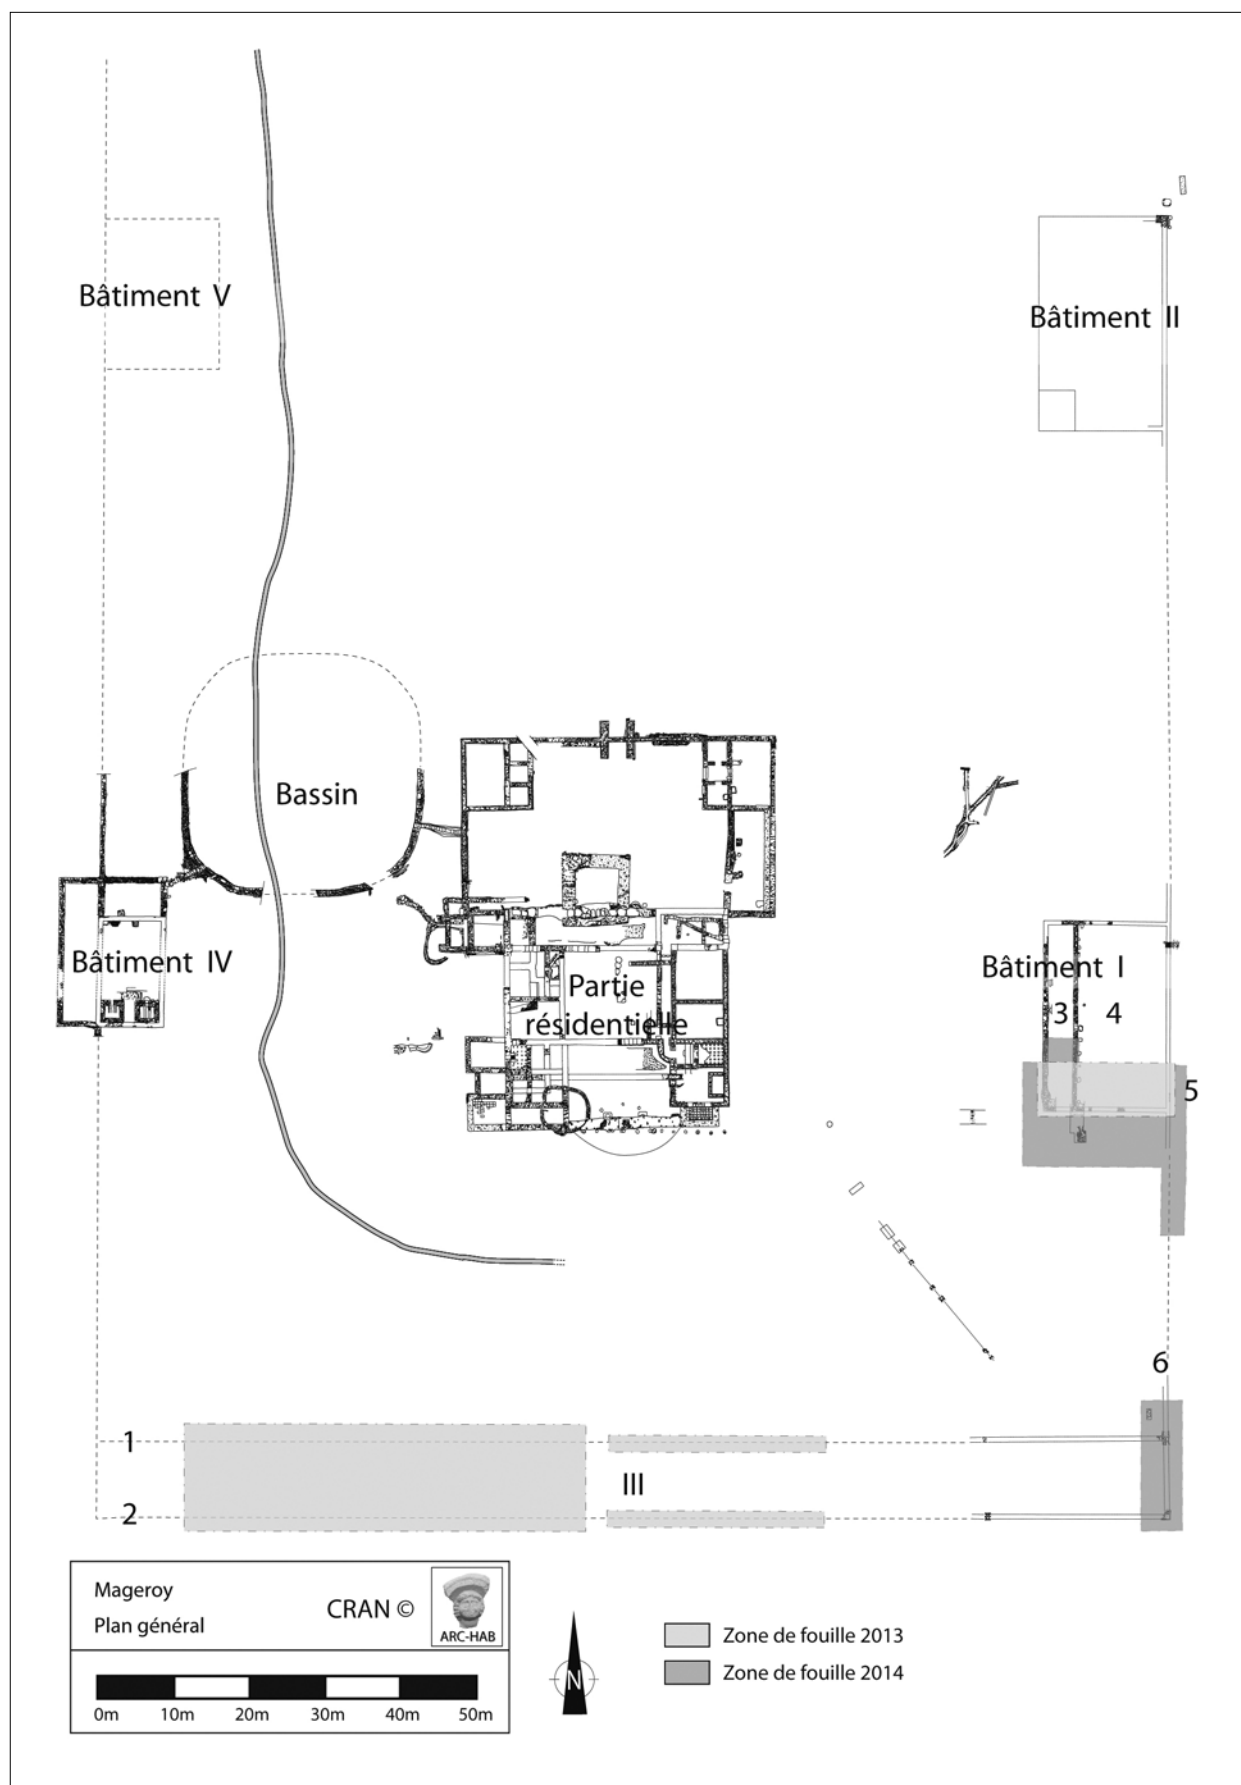 Bâtiment V
Bâtiment II
Bassin
Bâtiment IV
Partie
résidentielle
Bâtiment I
3
4
5
6
1
III
2
Mageroy
Plan général
CRAN ©
ARC-HAB
0m 10m 20m 30m 40m 50m
N
Zone de fouille 2013
Zone de fouille 2014